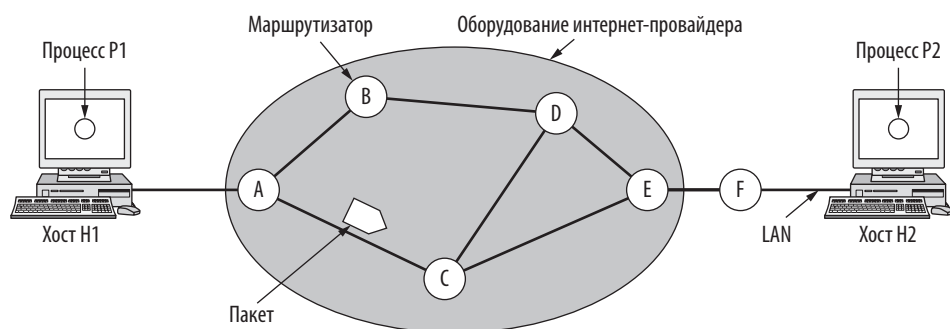 Процесс P1
Маршрутизатор
Оборудование интернет-провайдера
Процесс P2
B
D
A
E
F
C
Хост H1
Пакет
LAN
Хост H2